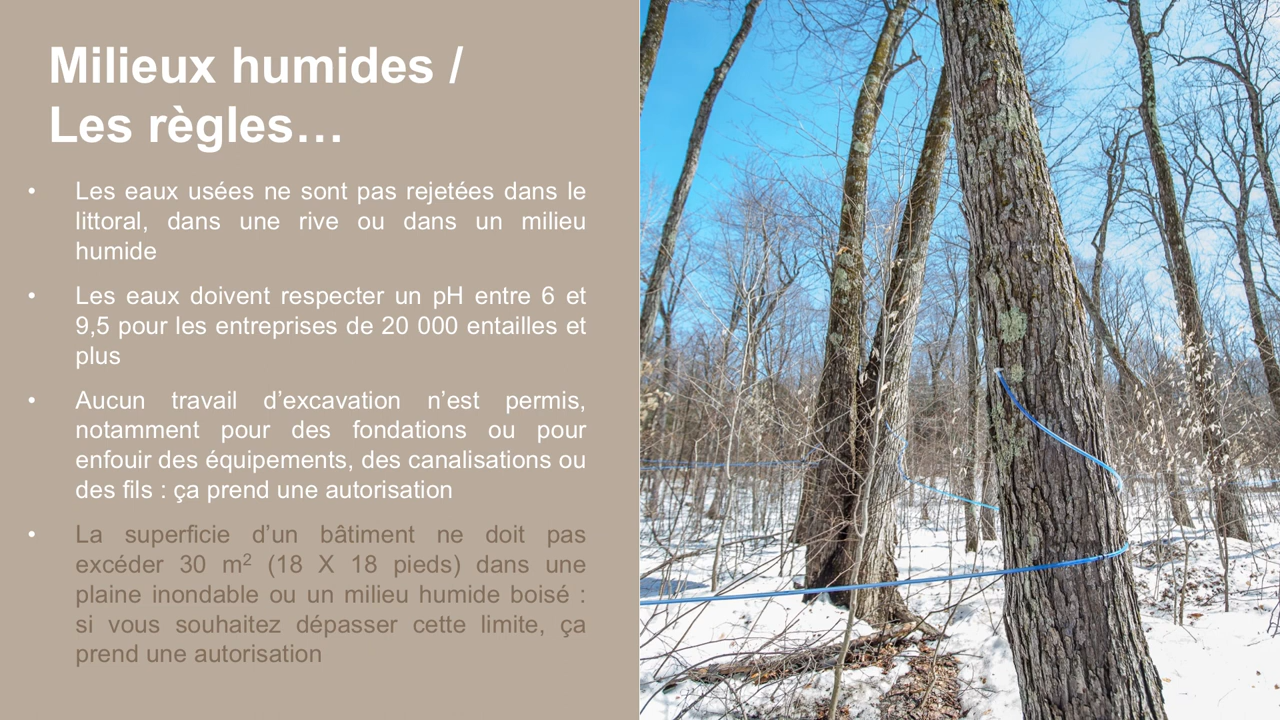 Milieux humides /
Les règles…
• Les eaux usées ne sont pas rejetées dans le
littoral, dans une rive ou dans un milieu
humide
• Les eaux doivent respecter un pH entre 6 et
9,5 pour les entreprises de 20 000 entailles et
plus
• Aucun travail d’excavation n’est permis,
notamment pour des fondations ou pour
enfouir des équipements, des canalisations ou
des fils : ça prend une autorisation
• La superficie d’un bâtiment ne doit pas
excéder 30 m² (18 X 18 pieds) dans une
plaine inondable ou un milieu humide boisé :
si vous souhaitez dépasser cette limite, ça
prend une autorisation